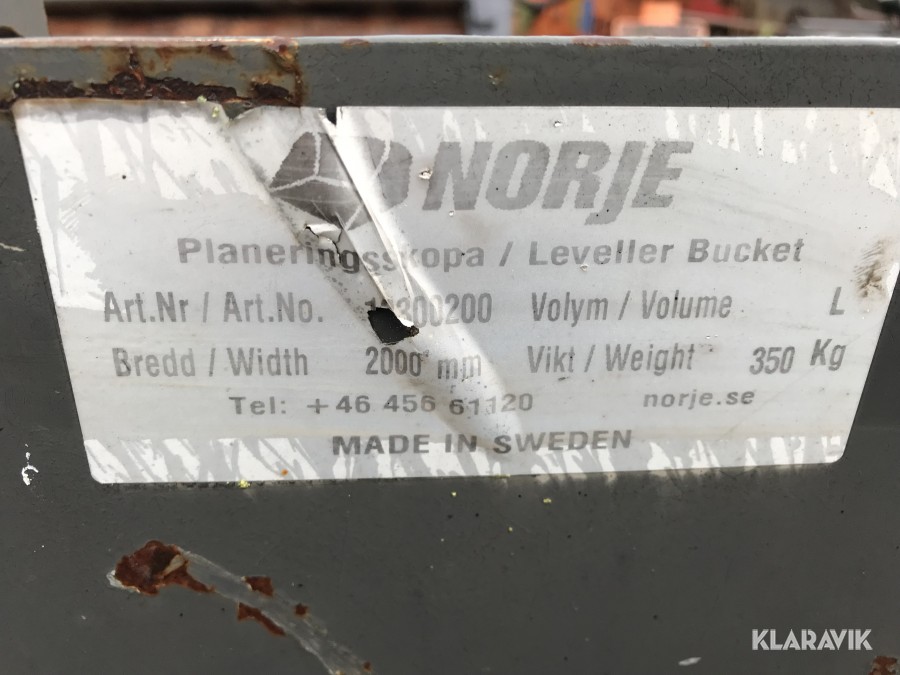 NORJE
Planeringsskopa / Leveller Bucket
Art.Nr / Art.No. Volym / Volume L
Bredd / Width 2000 mm Vikt / Weight 350 Kg
Tel: +46 456 61120 norje.se
MADE IN SWEDEN
KLARAVIK